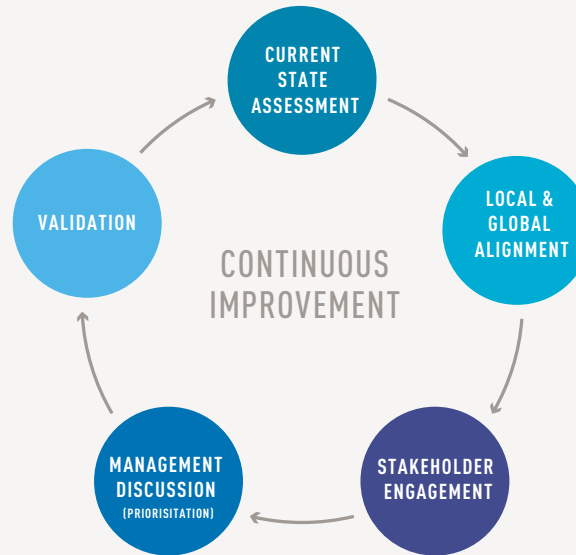 CURRENT
STATE
ASSESSMENT
LOCAL &
GLOBAL
ALIGNMENT
STAKEHOLDER
ENGAGEMENT
MANAGEMENT
DISCUSSION
(PRIORISITATION)
VALIDATION
CONTINUOUS
IMPROVEMENT